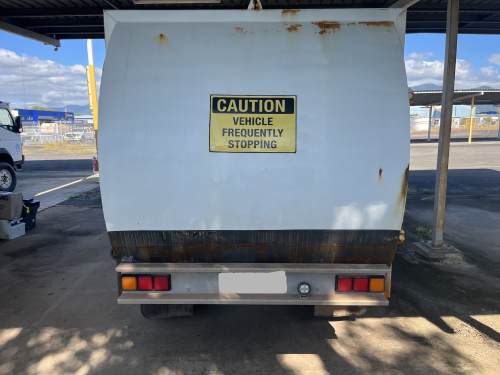 CAUTION
VEHICLE
FREQUENTLY
STOPPING